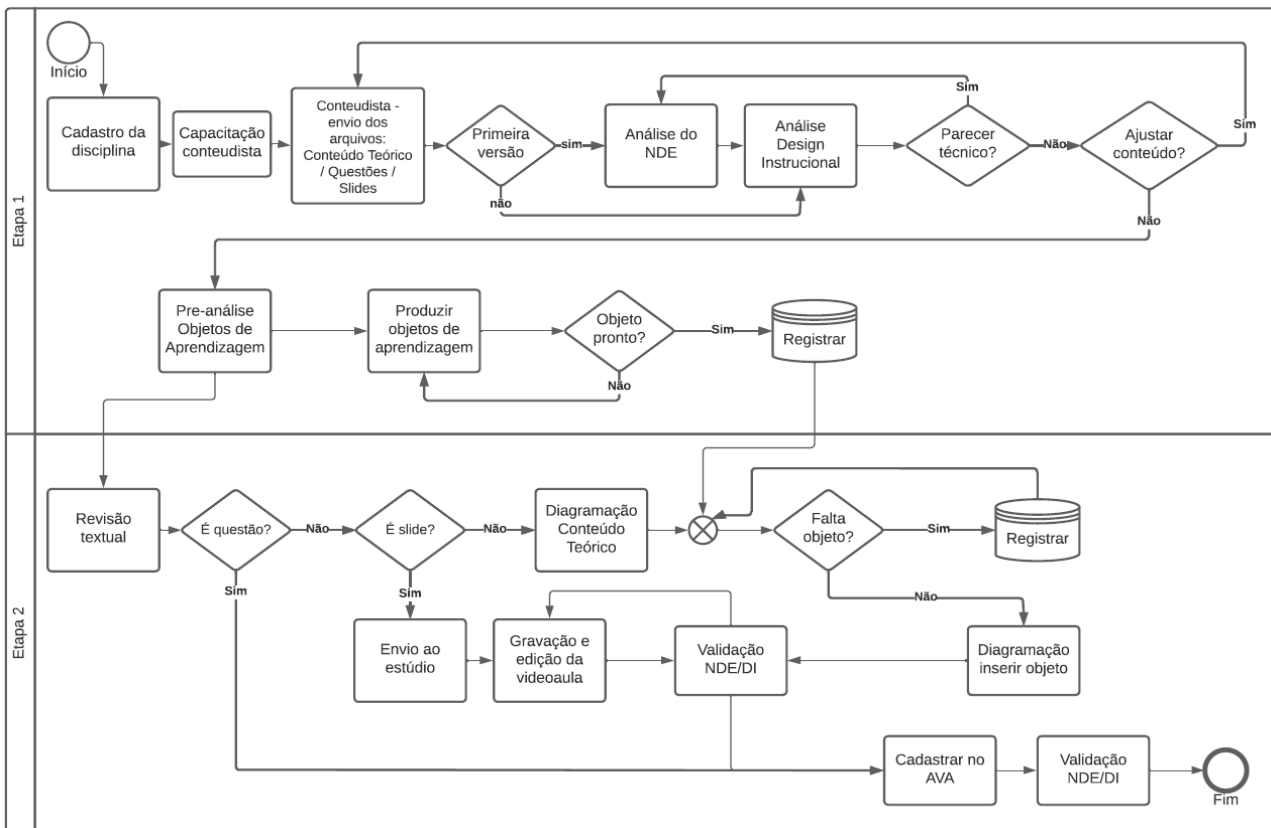 Etapa 1
Início
Cadastro da
disciplina
Capacitação
conteudista
Conteudista -
envio dos
arquivos:
Conteúdo Teórico
/ Questões /
Slides
Primeira
versão
sim
não
Análise do
NDE
Análise
Design
Instrucional
Parecer
técnico?
Sim
Não
Ajustar
conteúdo?
Sim
Não
Pre-análise
Objetos de
Aprendizagem
Produzir
objetos de
aprendizagem
Objeto
pronto?
Sim
Não
Registrar
Etapa 2
Revisão
textual
É questão?
Não
Sim
É slide?
Não
Sim
Diagramação
Conteúdo
Teórico
Falta
objeto?
Sim
Não
Registrar
Envio ao
estúdio
Gravação e
edição da
videoaula
Validação
NDE/DI
Diagramação
inserir objeto
Cadastrar no
AVA
Validação
NDE/DI
Fim